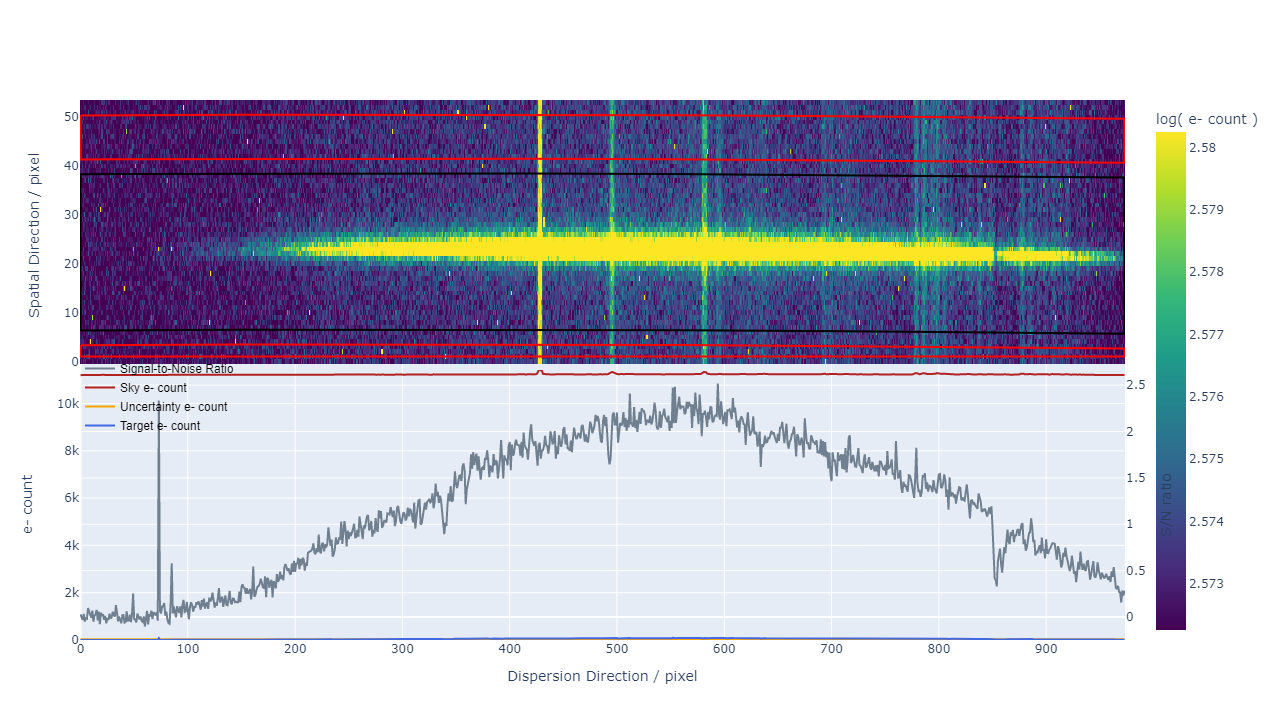 log( e- count )
50
40
30
20
10
0
Spatial Direction / pixel
2.58
2.579
2.578
2.577
2.576
2.575
2.574
2.573
Signal-to-Noise Ratio
Sky e- count
Uncertainty e- count
Target e- count
10k
8k
6k
4k
2k
0
e- count
2.5
2
1.5
1
0.5
0
S/N ratio
0 100 200 300 400 500 600 700 800 900
Dispersion Direction / pixel